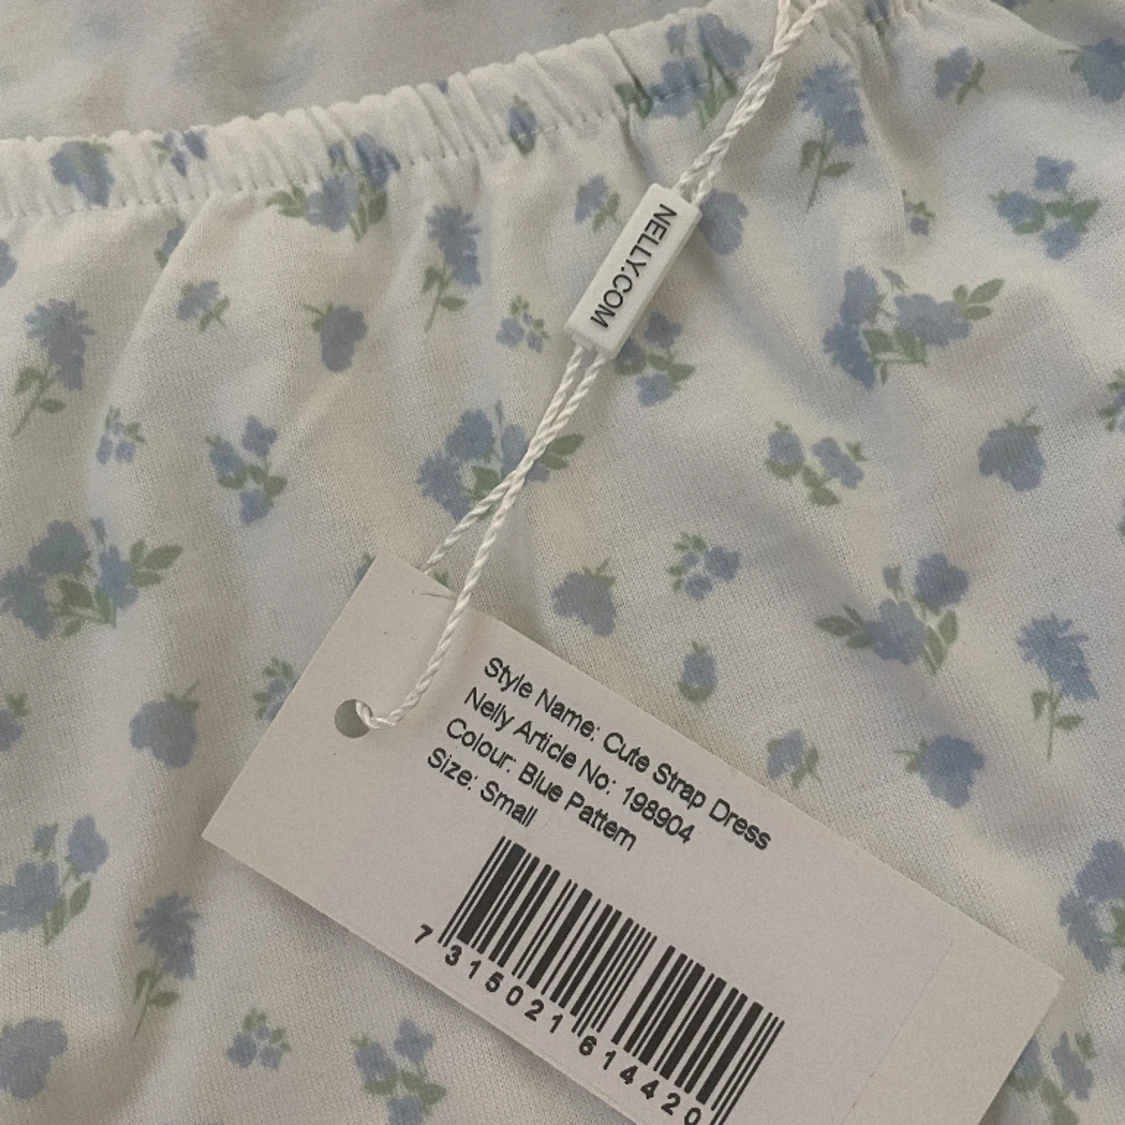 NELLY.COM
Style Name: Cute Strap Dress
Nelly Article No: 198904
Colour: Blue Pattern
Size: Small
7 315021 614420